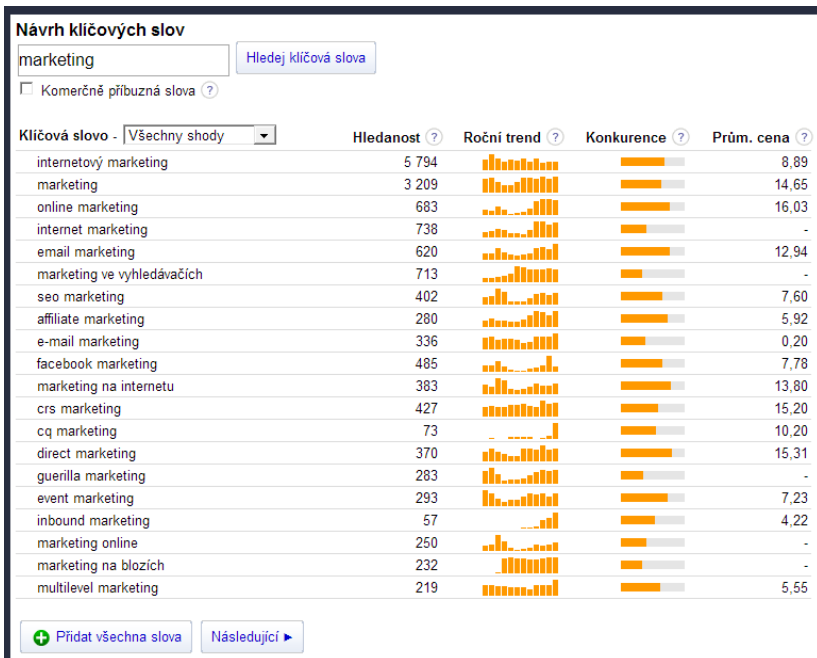 Návrh klíčových slov
marketing Hledej klíčová slova
Komerčně příbuzná slova ?
Klíčová slovo - Všechny shody Hledanost ? Roční trend ? Konkurence ? Prům. cena ?
internetový marketing 5 794 8,89
marketing 3 209 14,65
online marketing 683 16,03
internet marketing 738 -
email marketing 620 12,94
marketing ve vyhledávačích 713 -
seo marketing 402 7,60
affiliate marketing 280 5,92
e-mail marketing 336 0,20
facebook marketing 485 7,78
marketing na internetu 383 13,80
crs marketing 427 15,20
cq marketing 73 10,20
direct marketing 370 15,31
guerilla marketing 283 -
event marketing 293 7,23
inbound marketing 57 4,22
marketing online 250 -
marketing na blozích 232 -
multilevel marketing 219 5,55
Přidat všechna slova Následující ►